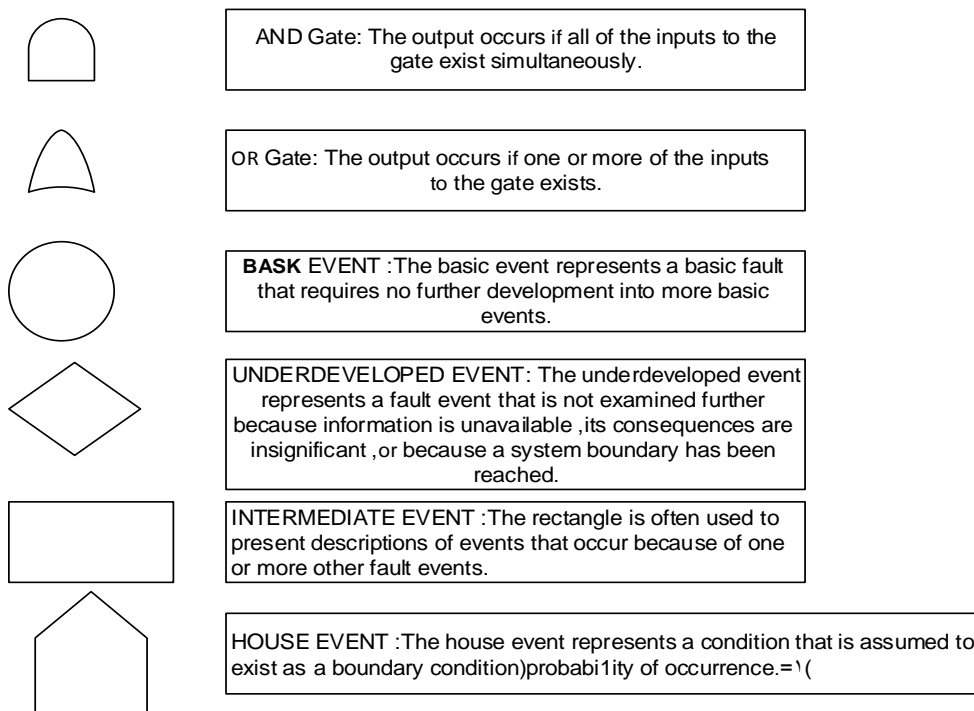 AND Gate: The output occurs if all of the inputs to the
gate exist simultaneously.
OR Gate: The output occurs if one or more of the inputs
to the gate exists.
BASK EVENT :The basic event represents a basic fault
that requires no further development into more basic
events.
UNDERDEVELOPED EVENT: The underdeveloped event
represents a fault event that is not examined further
because information is unavailable ,its consequences are
insignificant ,or because a system boundary has been
reached.
INTERMEDIATE EVENT :The rectangle is often used to
present descriptions of events that occur because of one
or more other fault events.
HOUSE EVENT :The house event represents a condition that is assumed to
exist as a boundary condition)probabi1ity of occurrence.=١(